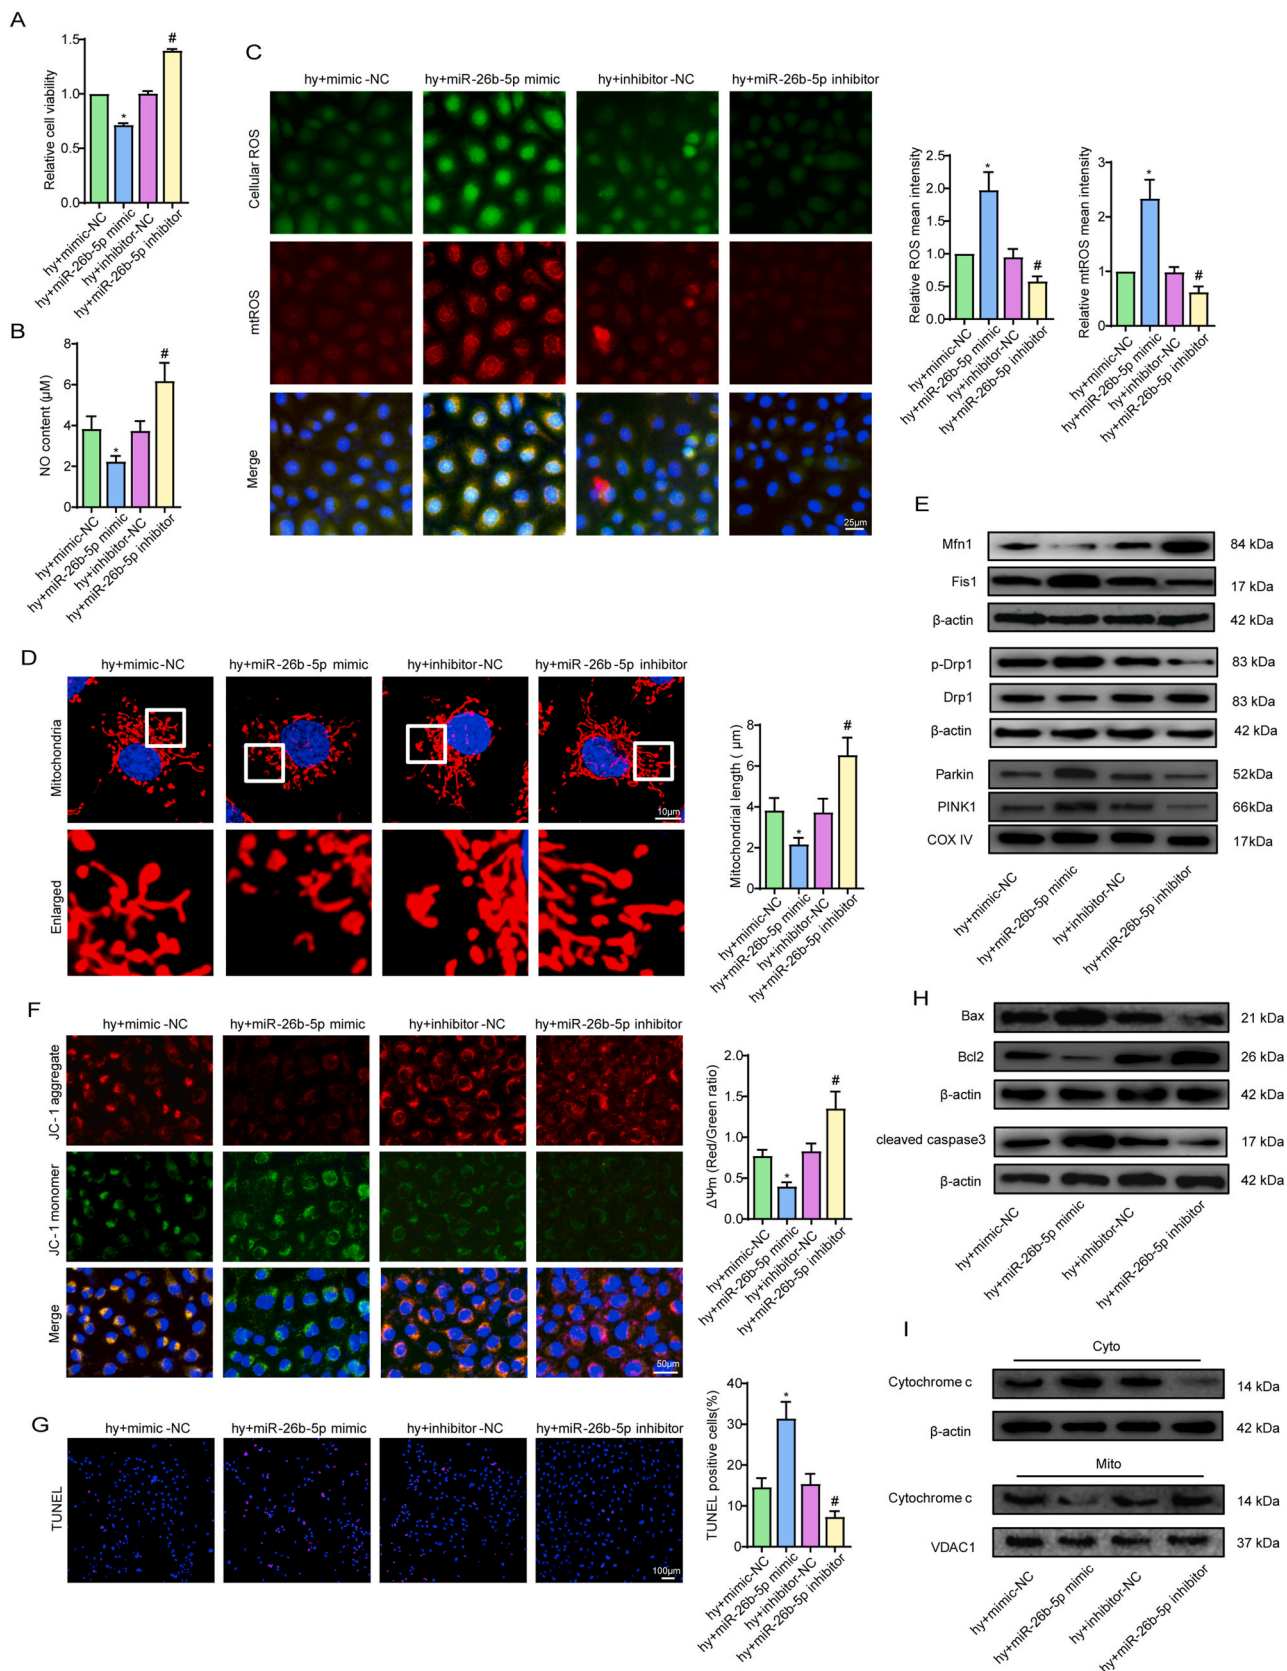 A
1.5
1.0
0.5
0.0
Relative cell viability
*
#
hy+mimic-NC
hy+miR-26b-5p mimic
hy+inhibitor-NC
hy+miR-26b-5p inhibitor
B
8
6
4
2
0
NO content (μM)
*
#
hy+mimic-NC
hy+miR-26b-5p mimic
hy+inhibitor-NC
hy+miR-26b-5p inhibitor
C
hy+mimic -NC
hy+miR-26b-5p mimic
hy+inhibitor-NC
hy+miR-26b-5p inhibitor
Cellular ROS
mtROS
Merge
25μm
2.5
2.0
1.5
1.0
0.5
0.0
Relative ROS mean intensity
*
#
hy+mimic-NC
hy+miR-26b-5p mimic
hy+inhibitor-NC
hy+miR-26b-5p inhibitor
3
2
1
0
Relative mtROS mean intensity
*
#
hy+mimic-NC
hy+miR-26b-5p mimic
hy+inhibitor-NC
hy+miR-26b-5p inhibitor
D
hy+mimic-NC
hy+miR-26b-5p mimic
hy+inhibitor-NC
hy+miR-26b-5p inhibitor
Mitochondria
Enlarged
10μm
8
6
4
2
0
Mitochondrial length ( μm)
*
#
hy+mimic-NC
hy+miR-26b-5p mimic
hy+inhibitor-NC
hy+miR-26b-5p inhibitor
E
Mfn1
84 kDa
Fis1
17 kDa
β-actin
42 kDa
p-Drp1
83 kDa
Drp1
83 kDa
β-actin
42 kDa
Parkin
52kDa
PINK1
66kDa
COX IV
17kDa
hy+mimic-NC
hy+miR-26b-5p mimic
hy+inhibitor-NC
hy+miR-26b-5p inhibitor
F
hy+mimic -NC
hy+miR-26b-5p mimic
hy+inhibitor -NC
hy+miR-26b-5p inhibitor
JC-1 aggregate
JC-1 monomer
Merge
50μm
2.0
1.5
1.0
0.5
0.0
ΔΨm (Red/Green ratio)
*
#
hy+mimic-NC
hy+miR-26b-5p mimic
hy+inhibitor-NC
hy+miR-26b-5p inhibitor
G
hy+mimic -NC
hy+miR-26b-5p mimic
hy+inhibitor -NC
hy+miR-26b-5p inhibitor
TUNEL
100μm
40
30
20
10
0
TUNEL positive cells(%)
*
#
hy+mimic-NC
hy+miR-26b-5p mimic
hy+inhibitor-NC
hy+miR-26b-5p inhibitor
H
Bax
21 kDa
Bcl2
26 kDa
β-actin
42 kDa
cleaved caspase3
17 kDa
β-actin
42 kDa
hy+mimic-NC
hy+miR-26b-5p mimic
hy+inhibitor-NC
hy+miR-26b-5p inhibitor
I
Cyto
Cytochrome c
14 kDa
β-actin
42 kDa
Mito
Cytochrome c
14 kDa
VDAC1
37 kDa
hy+mimic-NC
hy+miR-26b-5p mimic
hy+inhibitor-NC
hy+miR-26b-5p inhibitor